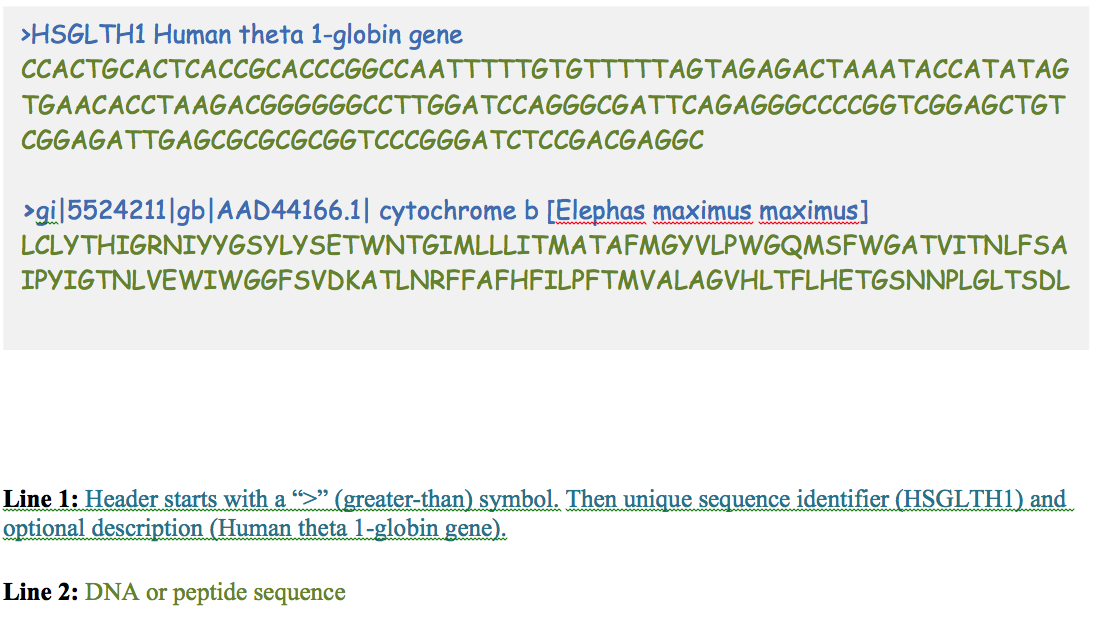 >HSGLTH1 Human theta 1-globin gene
CCACTGCACTCACCGCACCCGGCCAATTTTTGTGTTTTTAGTAGAGACTAAATACCATATAG
TGAACACCTAAGACGGGGGGCCTTGGATCCAGGGCGATTCAGAGGGCCCCGGTCGGAGCTGT
CGGAGATTGAGCGCGCGCGGTCCCGGGATCTCCGACGAGGC
>gi|5524211|gb|AAD44166.1| cytochrome b [Elephas maximus maximus]
LCLYTHIGRNIYYGSYLYSETWNTGIMLLLITMATAFMGYVLPWGQMSFWGATVITNLFSA
IPYIGTNLVEWIWGGFSVDKATLNRFFAFHFILPFTMVALAGVHLTFLHETGSNNPLGLTSDL
Line 1: Header starts with a “>” (greater-than) symbol. Then unique sequence identifier (HSGLTH1) and
optional description (Human theta 1-globin gene).
Line 2: DNA or peptide sequence